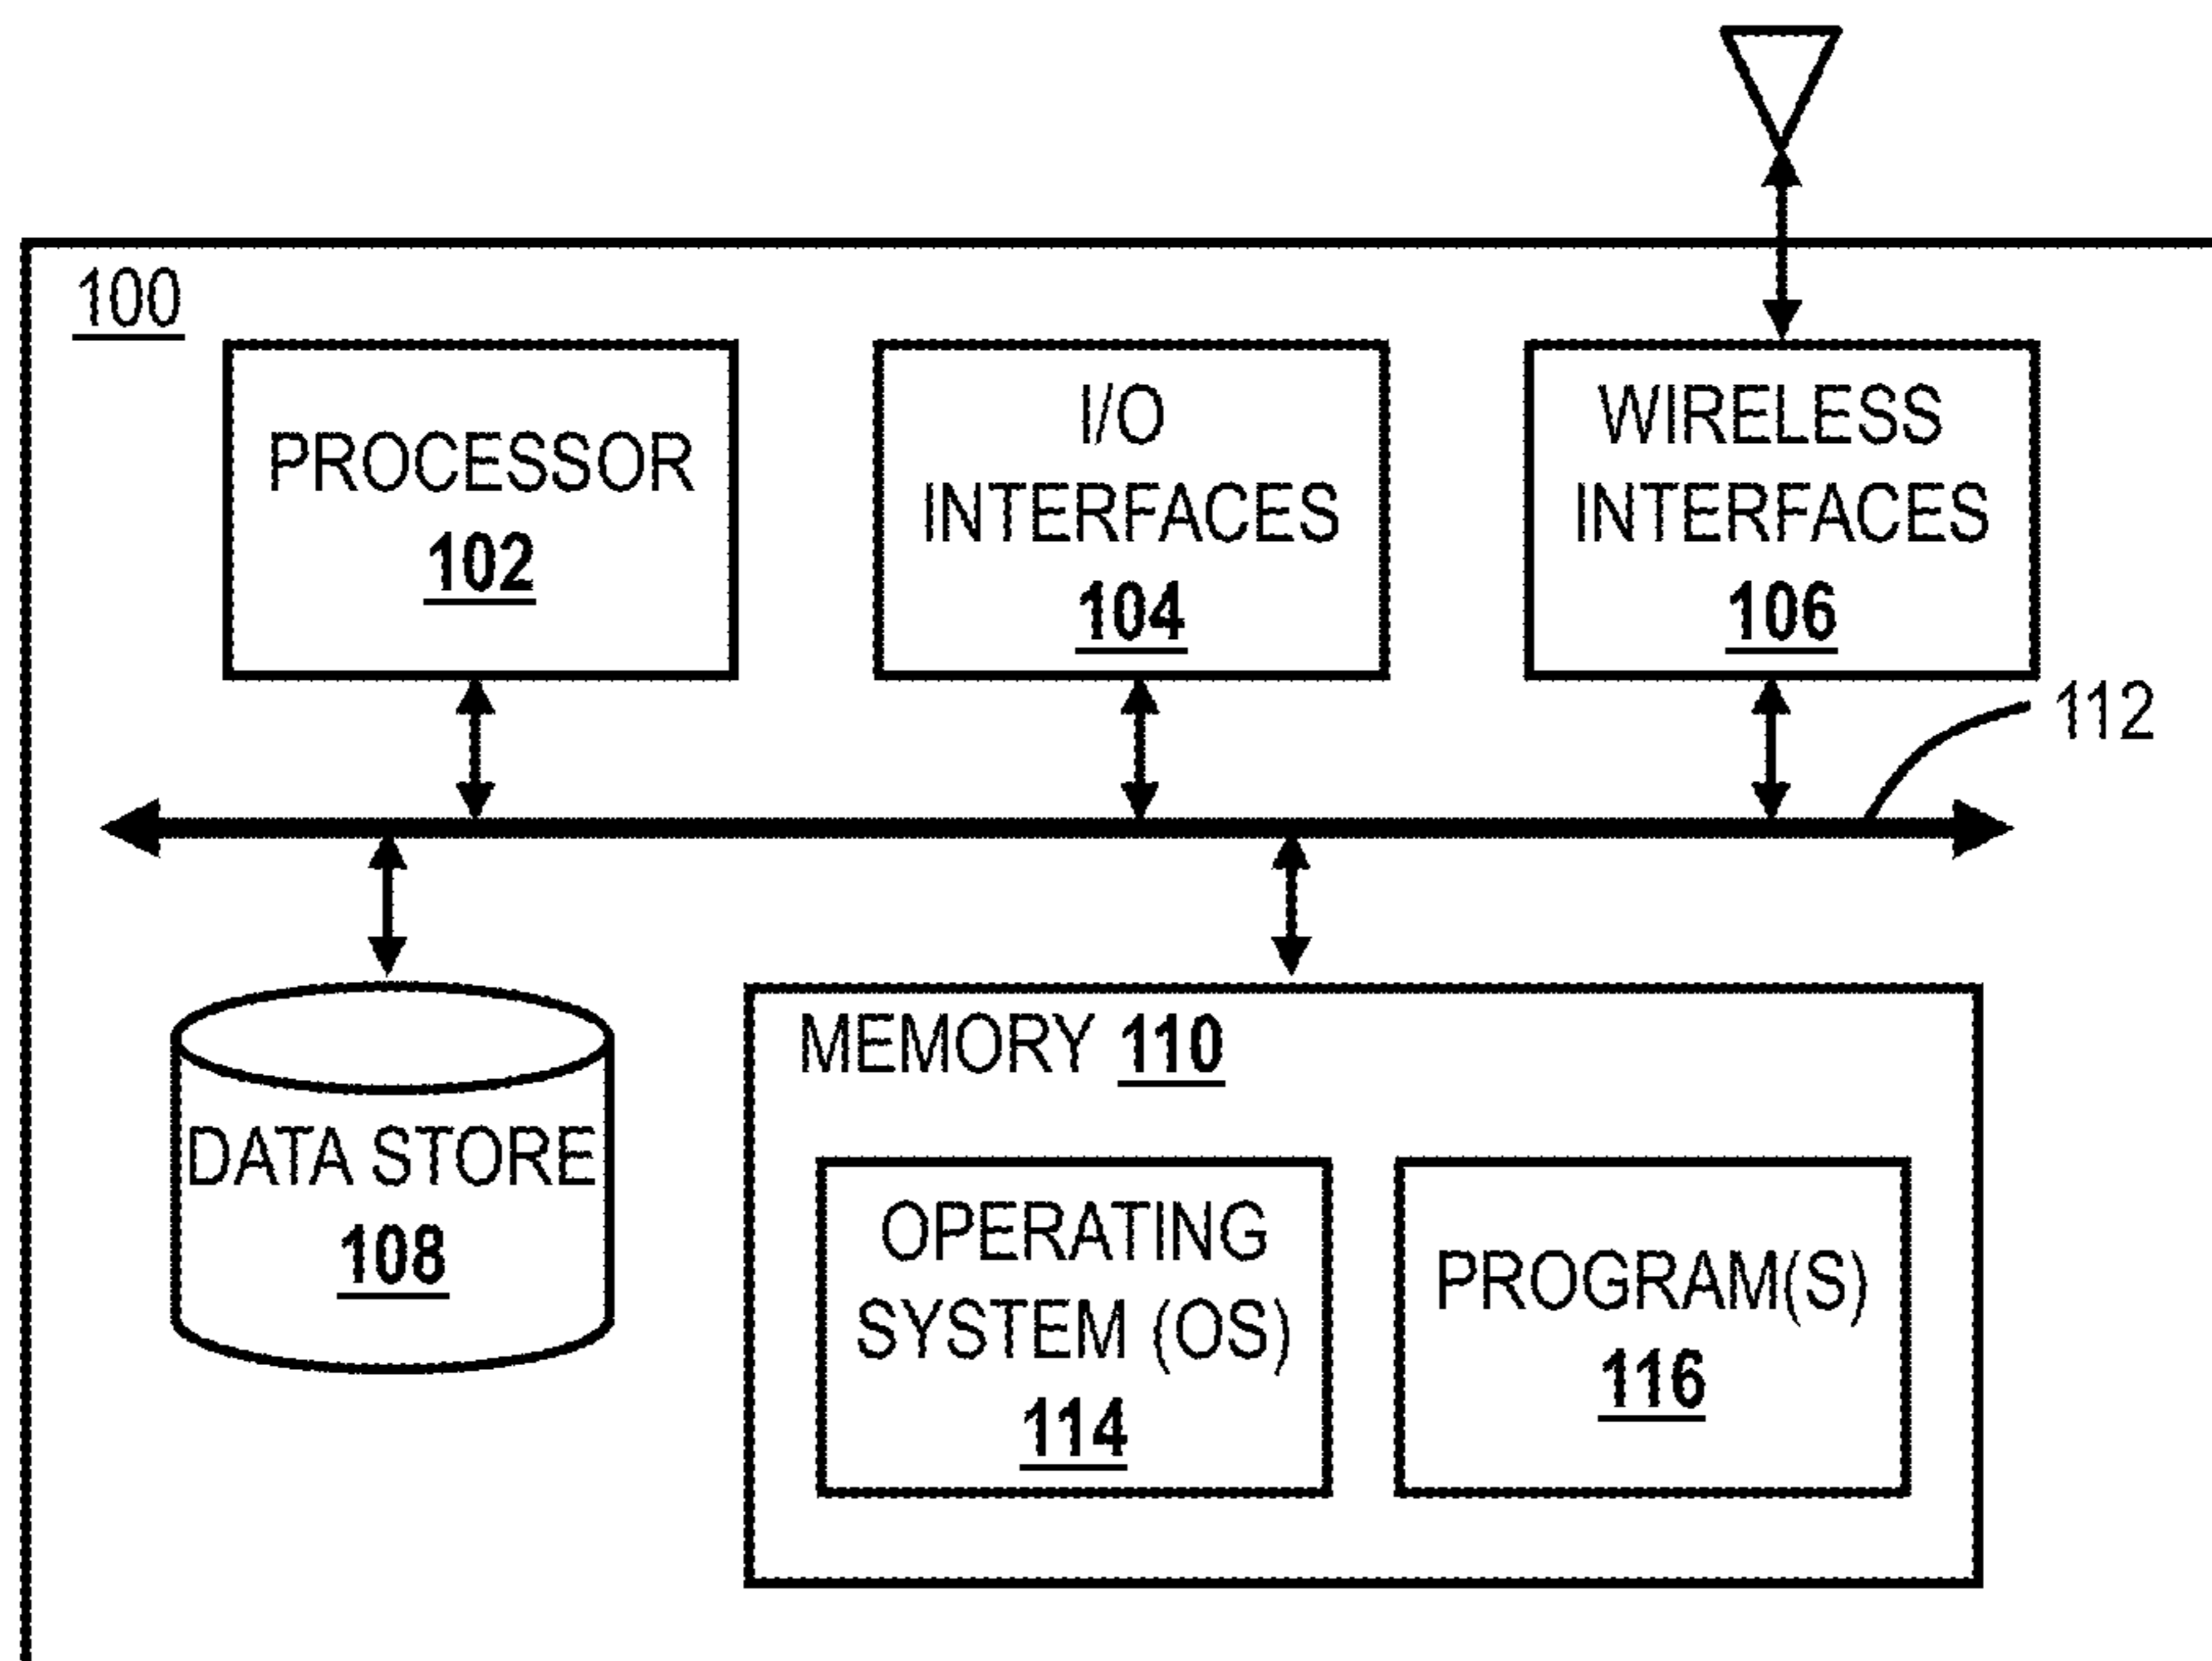 100
PROCESSOR
102
I/O
INTERFACES
104
WIRELESS
INTERFACES
106
112
DATA STORE
108
MEMORY 110
OPERATING
SYSTEM (OS)
114
PROGRAM(S)
116